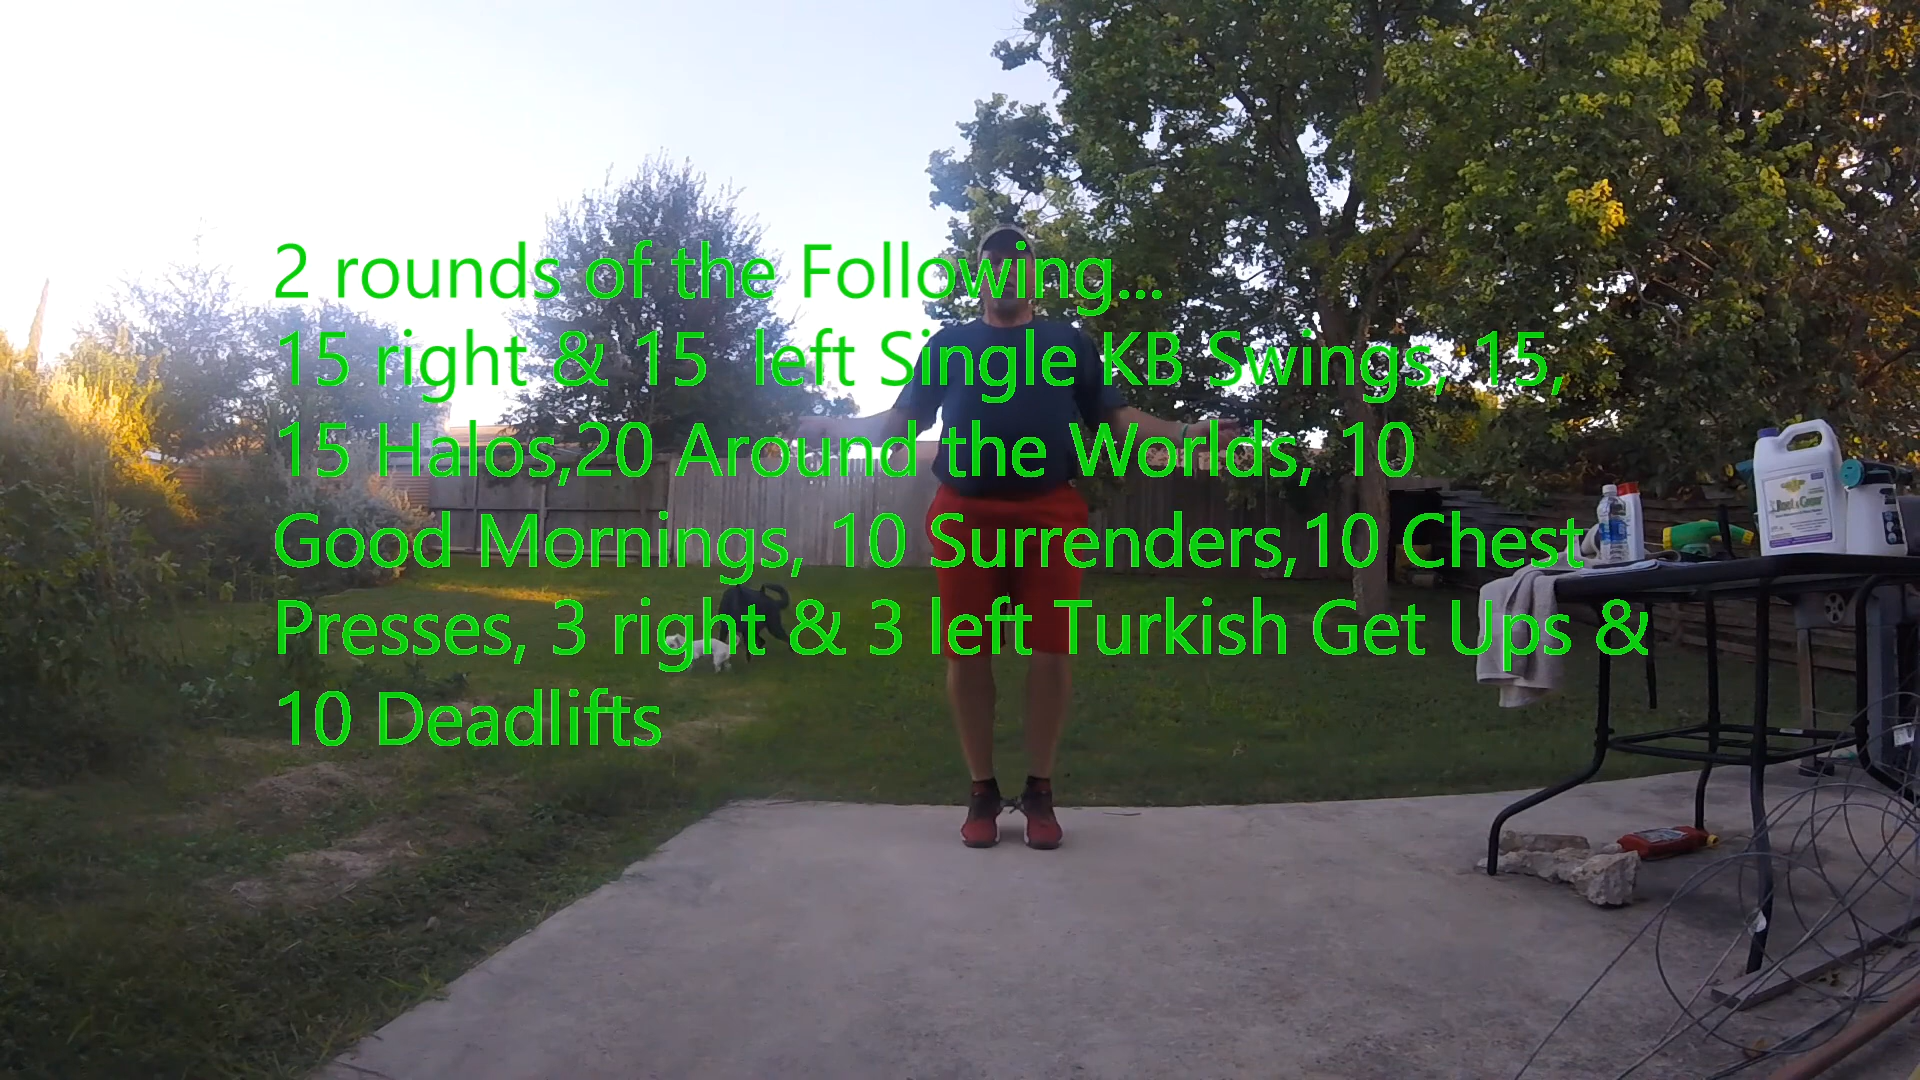 2 rounds of the Following...
15 right & 15  left Single KB Swings, 15,
15 Halos,20 Around the Worlds, 10
Good Mornings, 10 Surrenders,10 Chest
Presses, 3 right & 3 left Turkish Get Ups &
10 Deadlifts